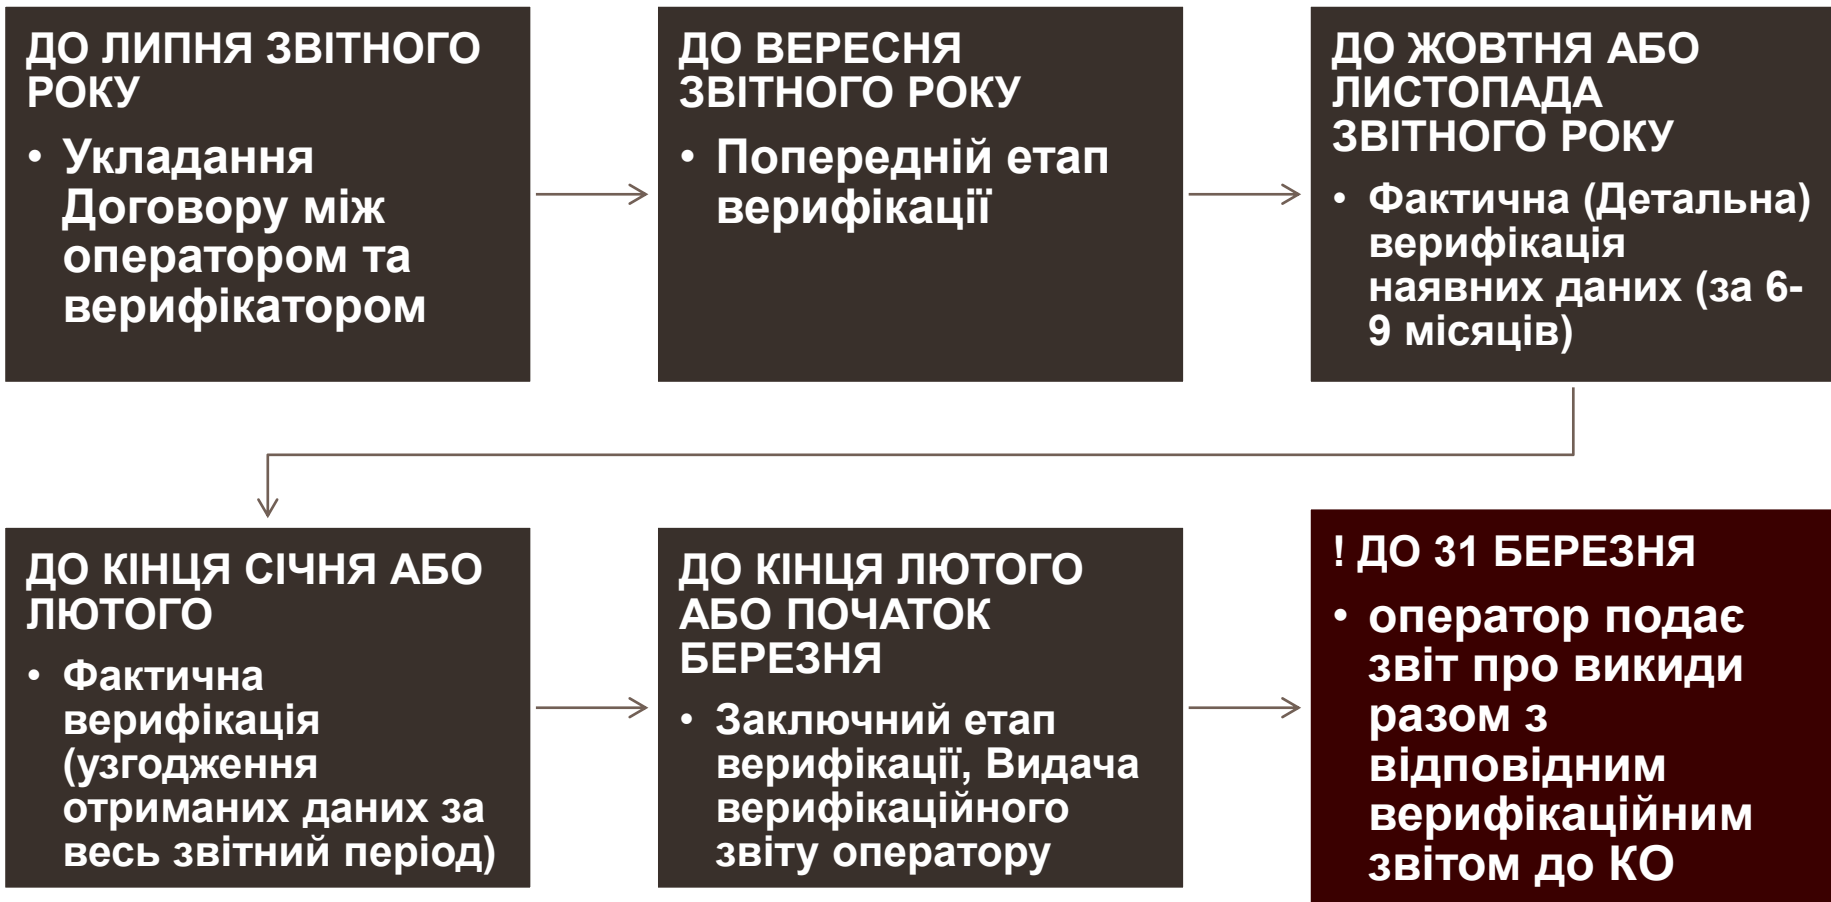 ДО ЛИПНЯ ЗВІТНОГО
РОКУ
• Укладання
Договору між
оператором та
верифікатором
ДО ВЕРЕСНЯ
ЗВІТНОГО РОКУ
• Попередній етап
верифікації
ДО ЖОВТНЯ АБО
ЛИСТОПАДА
ЗВІТНОГО РОКУ
• Фактична (Детальна)
верифікація
наявних даних (за 6-
9 місяців)
ДО КІНЦЯ СІЧНЯ АБО
ЛЮТОГО
• Фактична
верифікація
(узгодження
отриманих даних за
весь звітний період)
ДО КІНЦЯ ЛЮТОГО
АБО ПОЧАТОК
БЕРЕЗНЯ
• Заключний етап
верифікації, Видача
верифікаційного
звіту оператору
! ДО 31 БЕРЕЗНЯ
• оператор подає
звіт про викиди
разом з
відповідним
верифікаційним
звітом до КО